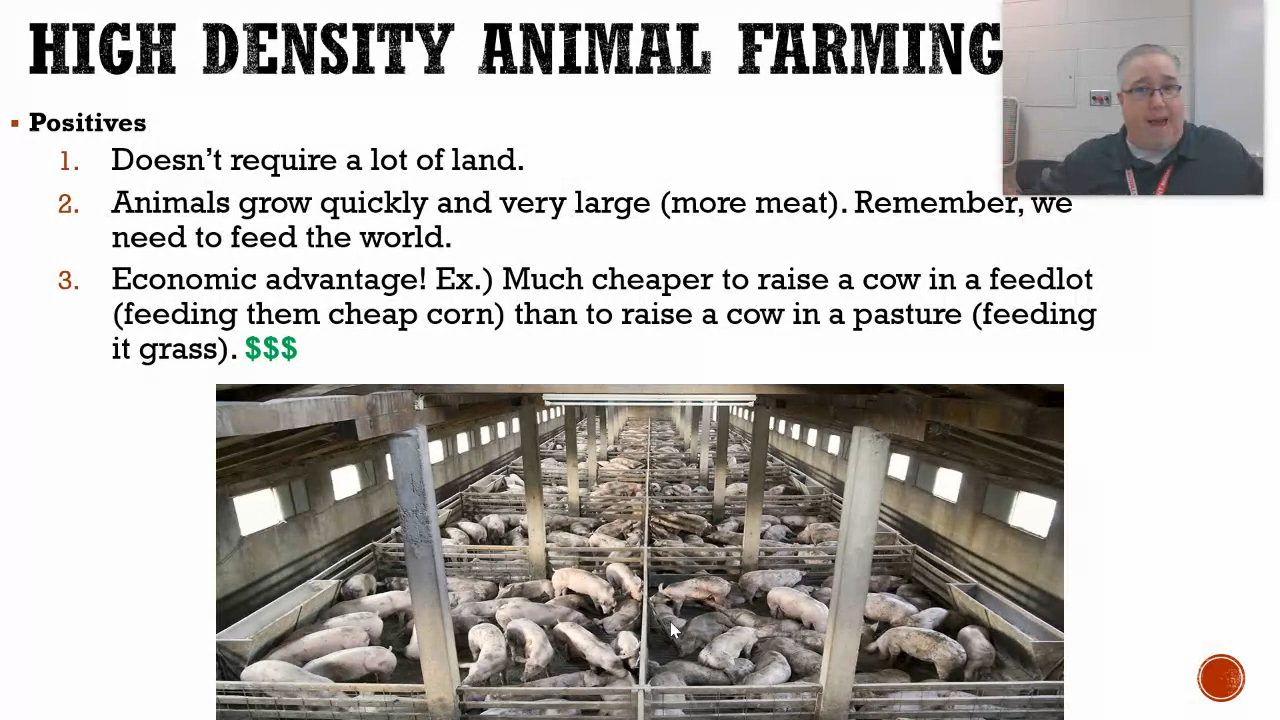 HIGH DENSITY ANIMAL FARMING
▪ Positives
1. Doesn’t require a lot of land.
2. Animals grow quickly and very large (more meat). Remember, we
need to feed the world.
3. Economic advantage! Ex.) Much cheaper to raise a cow in a feedlot
(feeding them cheap corn) than to raise a cow in a pasture (feeding
it grass). $$$